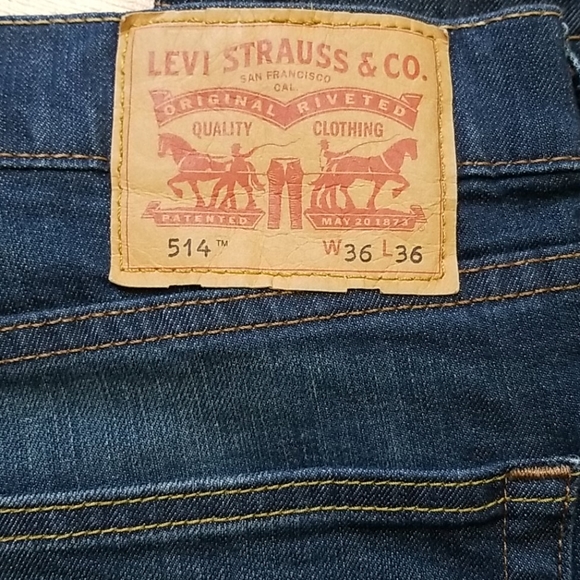 LEVI STRAUSS & CO.
SAN FRANCISCO
CAL.
ORIGINAL RIVETED
QUALITY CLOTHING
PATENTED MAY 20 1873
514™ W36 L36